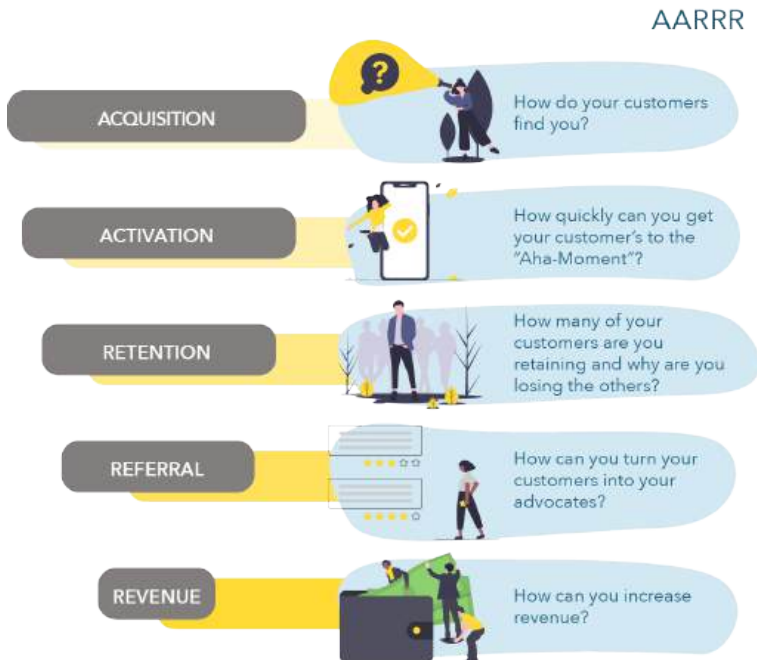 AARRR
ACQUISITION
?
How do your customers
find you?
ACTIVATION
How quickly can you get
your customer's to the
"Aha-Moment"?
RETENTION
How many of your
customers are you
retaining and why are you
losing the others?
REFERRAL
How can you turn your
customers into your
advocates?
REVENUE
How can you increase
revenue?